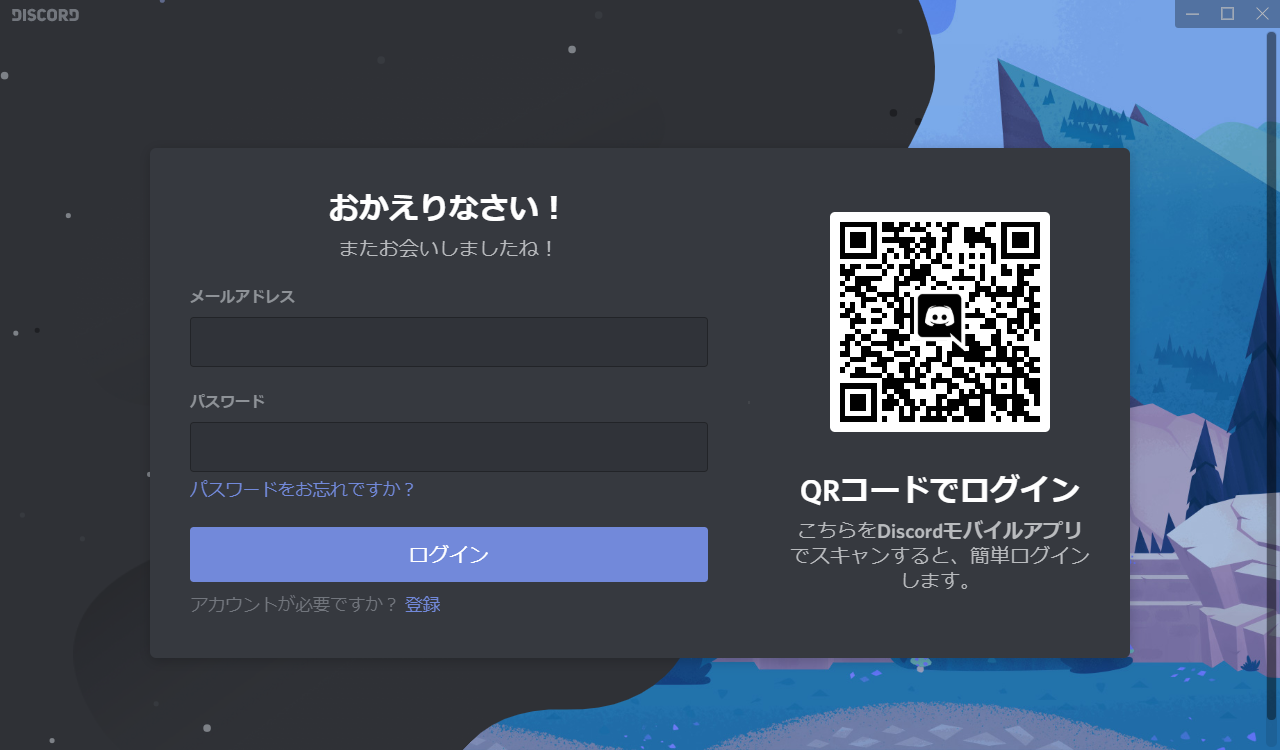 DISCORD
おかえりなさい！
またお会いしましたね！
メールアドレス
パスワード
パスワードをお忘れですか？
ログイン
アカウントが必要ですか？ 登録
QRコードでログイン
こちらをDiscordモバイルアプリ
でスキャンすると、簡単ログイン
します。